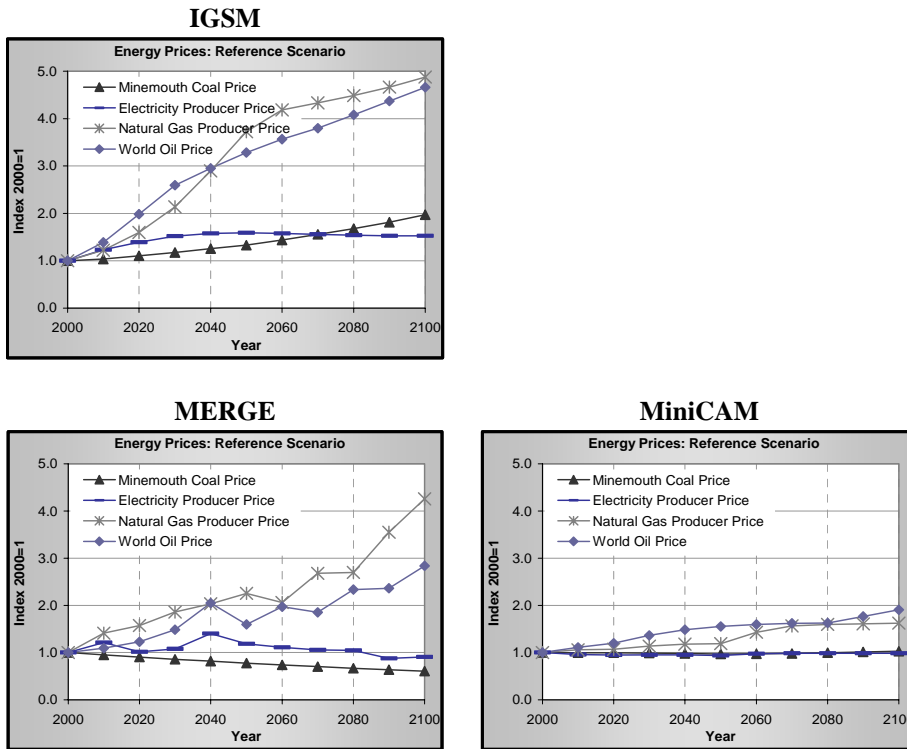 IGSM
Energy Prices: Reference Scenario
5.0
4.0
3.0
2.0
1.0
0.0
Index 2000=1
Minemouth Coal Price
Electricity Producer Price
Natural Gas Producer Price
World Oil Price
2000 2020 2040 2060 2080 2100
Year
MERGE
Energy Prices: Reference Scenario
5.0
4.0
3.0
2.0
1.0
0.0
Index 2000=1
Minemouth Coal Price
Electricity Producer Price
Natural Gas Producer Price
World Oil Price
2000 2020 2040 2060 2080 2100
Year
MiniCAM
Energy Prices: Reference Scenario
5.0
4.0
3.0
2.0
1.0
0.0
Index 2000=1
Minemouth Coal Price
Electricity Producer Price
Natural Gas Producer Price
World Oil Price
2000 2020 2040 2060 2080 2100
Year